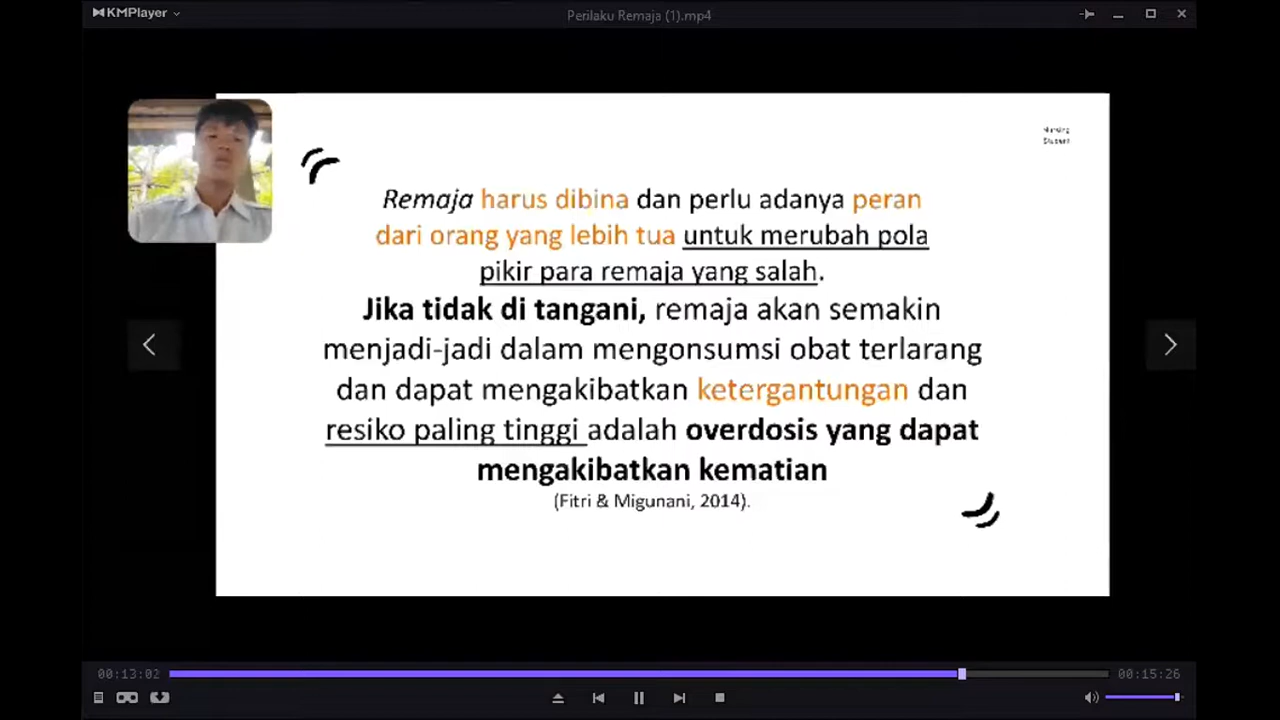 KMPlayer
Perilaku Remaja (1).mp4
Nursing
Student
Remaja harus dibina dan perlu adanya peran
dari orang yang lebih tua untuk merubah pola
pikir para remaja yang salah.
Jika tidak di tangani, remaja akan semakin
menjadi-jadi dalam mengonsumsi obat terlarang
dan dapat mengakibatkan ketergantungan dan
resiko paling tinggi adalah overdosis yang dapat
mengakibatkan kematian
(Fitri & Migunani, 2014).
00:13:02
00:15:26